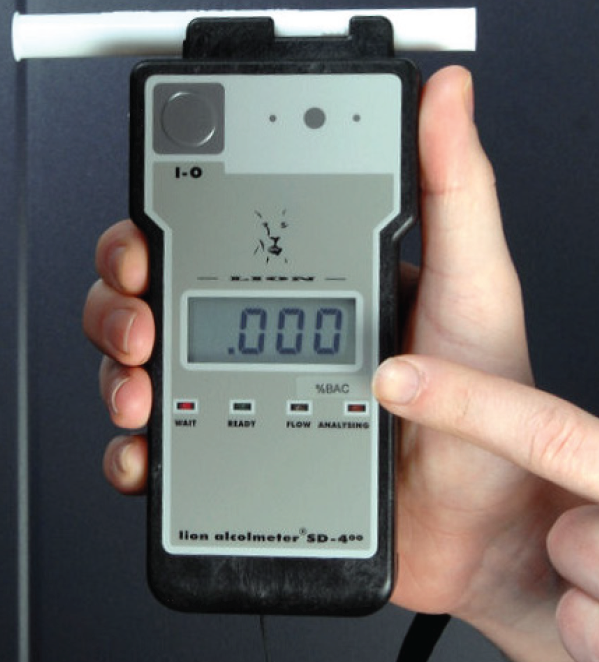 I-O
LION
.000
%BAC
WAIT READY FLOW ANALYSING
lion alcolmeter® SD-400